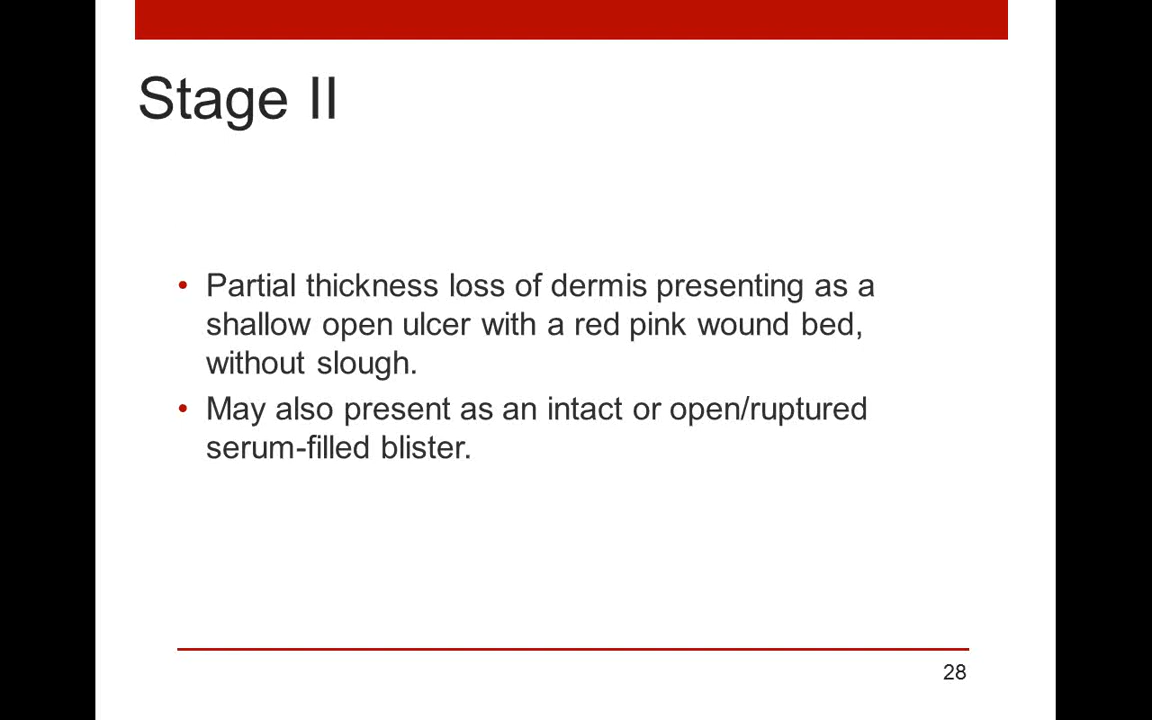 Stage II
• Partial thickness loss of dermis presenting as a
shallow open ulcer with a red pink wound bed,
without slough.
• May also present as an intact or open/ruptured
serum-filled blister.
28